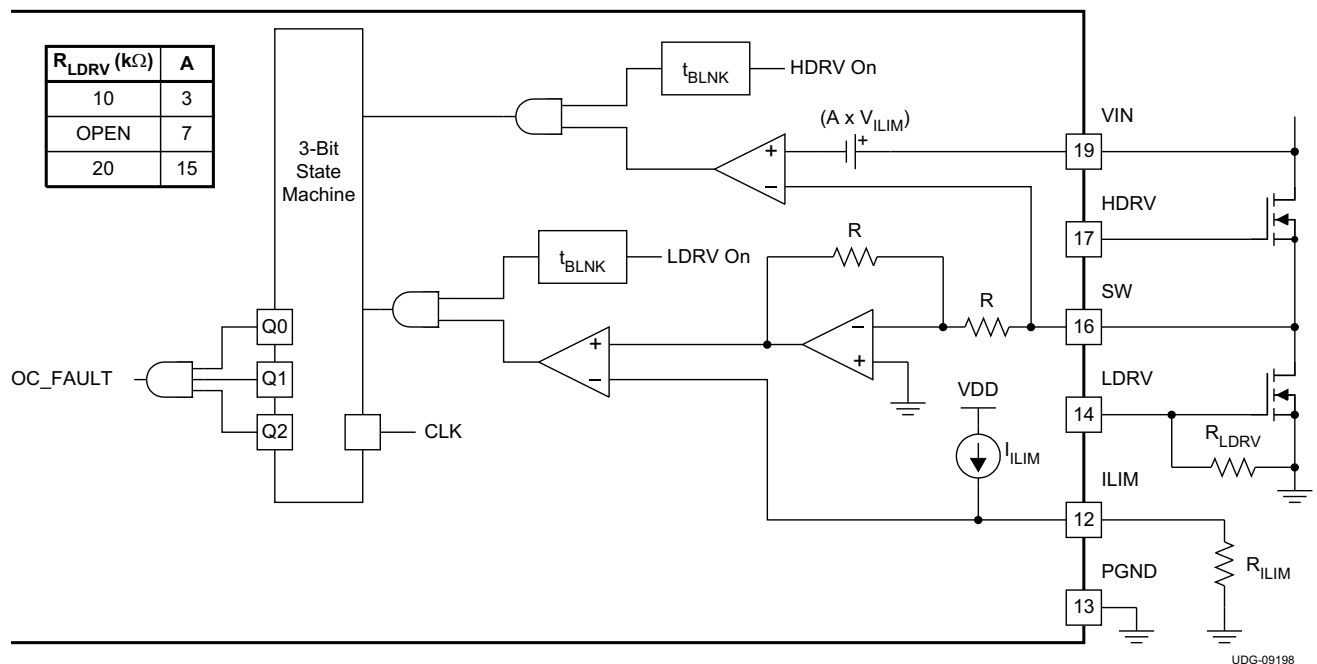 R_LDRV (kΩ) A
10 3
OPEN 7
20 15
3-Bit
State
Machine
t_BLNK
HDRV On
(A x V_ILIM)
+
+
−
VIN
19
HDRV
17
t_BLNK
LDRV On
R
R
SW
16
+
−
−
+
LDRV
14
R_LDRV
Q0
Q1
Q2
OC_FAULT
CLK
VDD
I_ILIM
ILIM
12
R_ILIM
PGND
13
UDG-09198